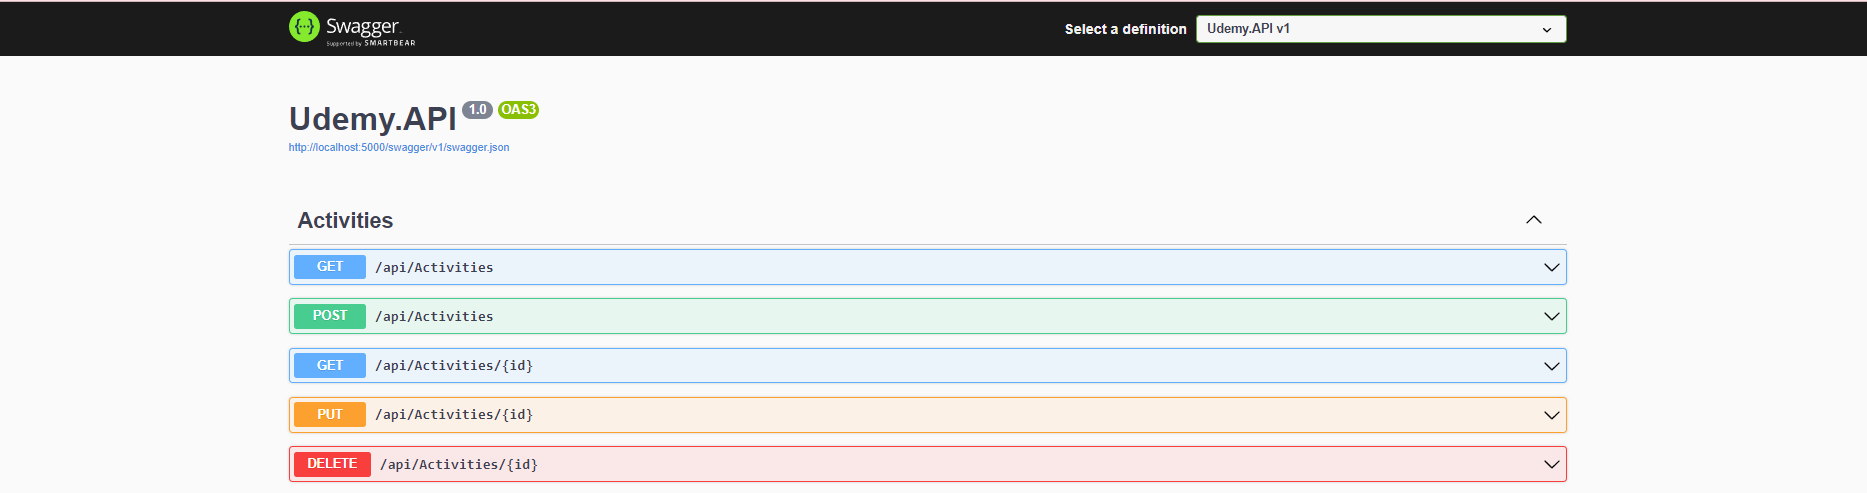 Swagger.
Supported by SMARTBEAR
Select a definition
Udemy.API v1
Udemy.API 1.0 OAS3
http://localhost:5000/swagger/v1/swagger.json
Activities
GET /api/Activities
POST /api/Activities
GET /api/Activities/{id}
PUT /api/Activities/{id}
DELETE /api/Activities/{id}